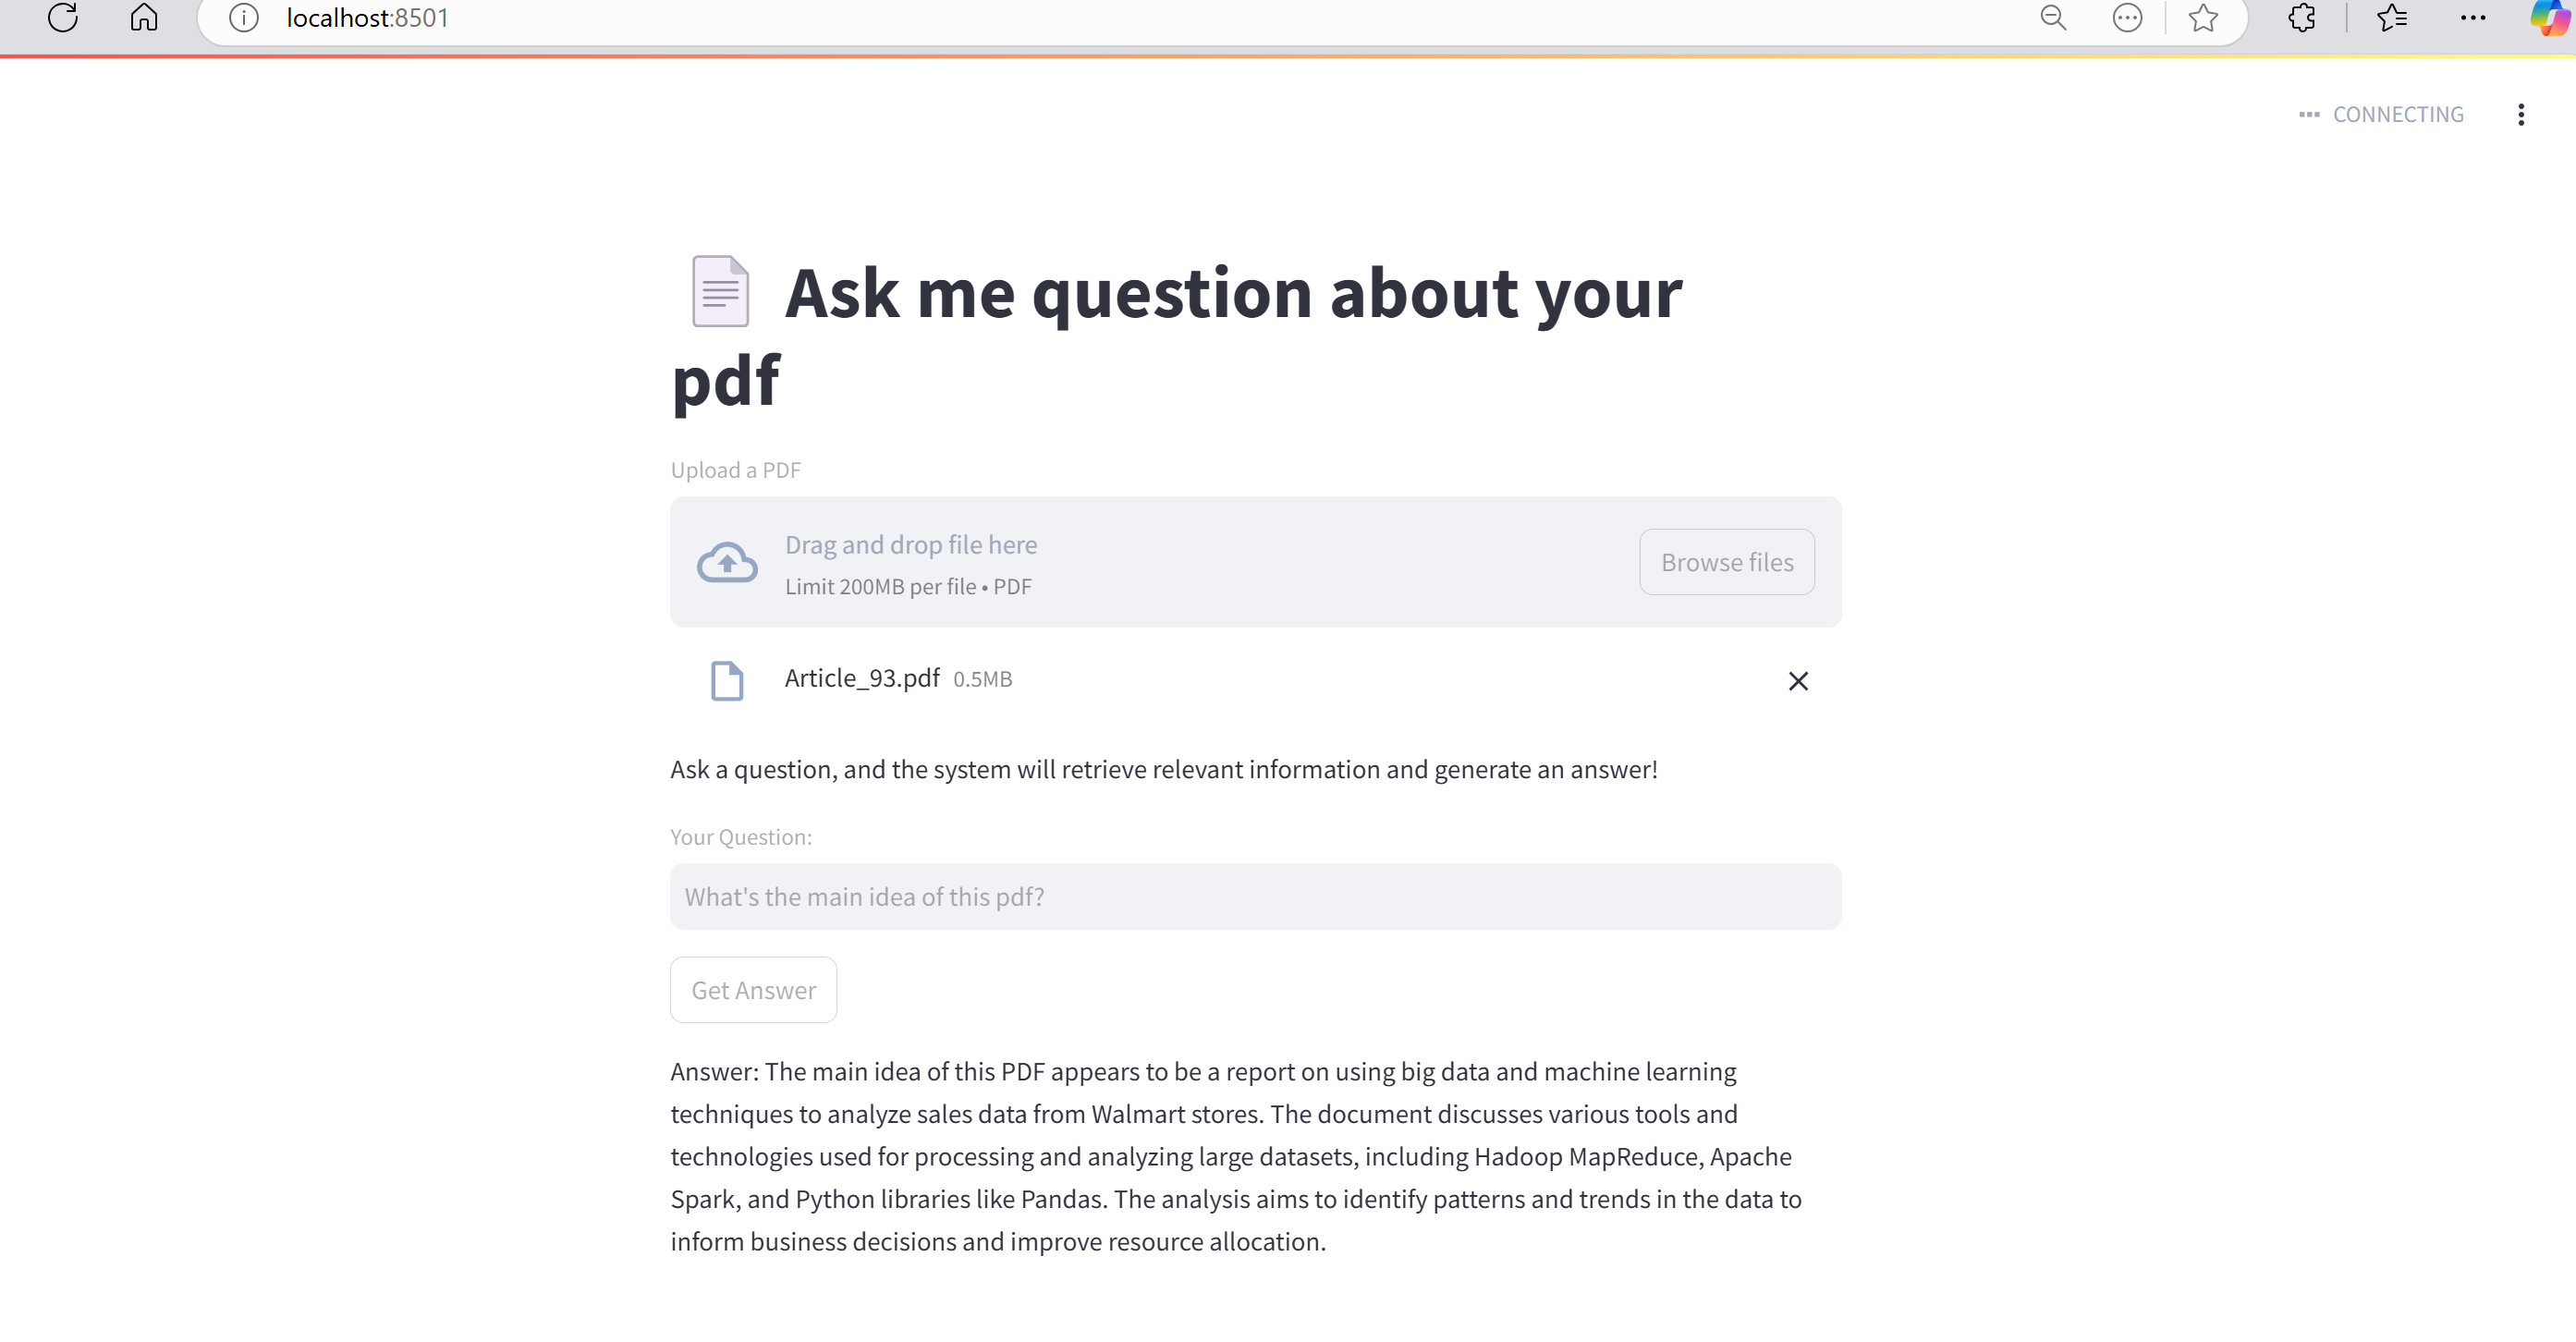 localhost:8501
CONNECTING
Ask me question about your
pdf
Upload a PDF
Drag and drop file here
Limit 200MB per file • PDF
Browse files
Article_93.pdf 0.5MB
Ask a question, and the system will retrieve relevant information and generate an answer!
Your Question:
What's the main idea of this pdf?
Get Answer
Answer: The main idea of this PDF appears to be a report on using big data and machine learning
techniques to analyze sales data from Walmart stores. The document discusses various tools and
technologies used for processing and analyzing large datasets, including Hadoop MapReduce, Apache
Spark, and Python libraries like Pandas. The analysis aims to identify patterns and trends in the data to
inform business decisions and improve resource allocation.